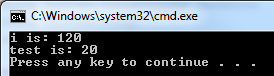 C:\Windows\system32\cmd.exe
i is: 120
test is: 20
Press any key to continue . . .